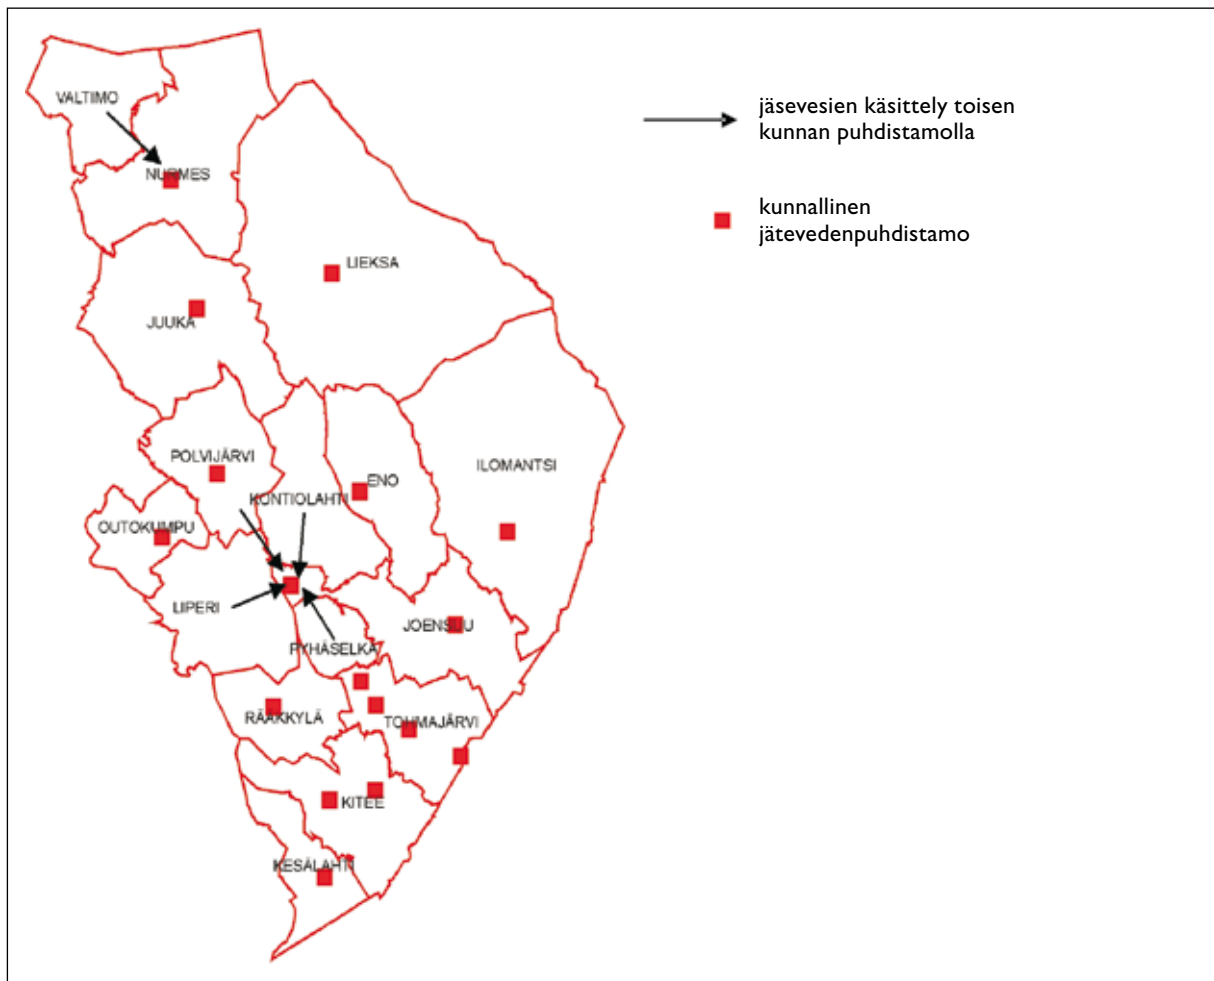 VALTIMO
NURMES
LIEKSA
JUUKA
POLVIJÄRVI
ENO
ILOMANTSI
KONTIOLAHTI
OUTOKUMPU
LIIPERI
JOENSUU
PYHÄSELKÄ
RÄÄKKYLÄ
TOHMAJÄRVI
KITEE
KESÄLAHTI
jäsevesien käsittely toisen
kunnan puhdistamolla
kunnallinen
jätevedenpuhdistamo